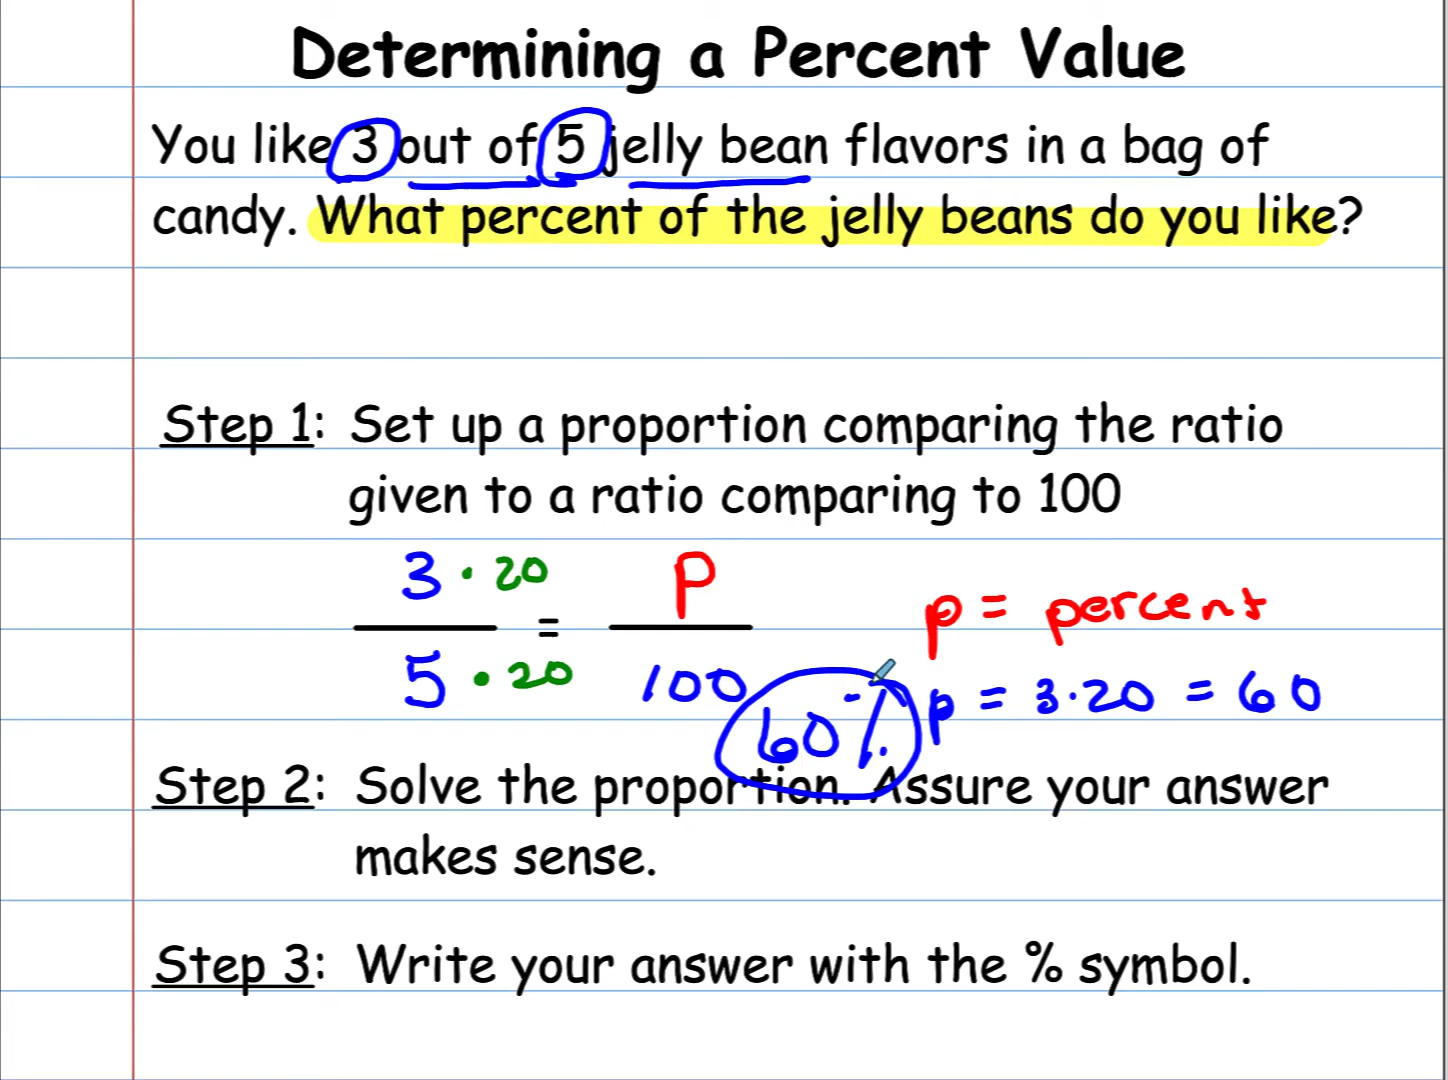 Determining a Percent Value
You like 3 out of 5 jelly bean flavors in a bag of
candy. What percent of the jelly beans do you like?
Step 1: Set up a proportion comparing the ratio
given to a ratio comparing to 100
3 · 20 = P
5 · 20 100
p = percent
p = 3·20 = 60
60%
Step 2: Solve the proportion. Assure your answer
makes sense.
Step 3: Write your answer with the % symbol.